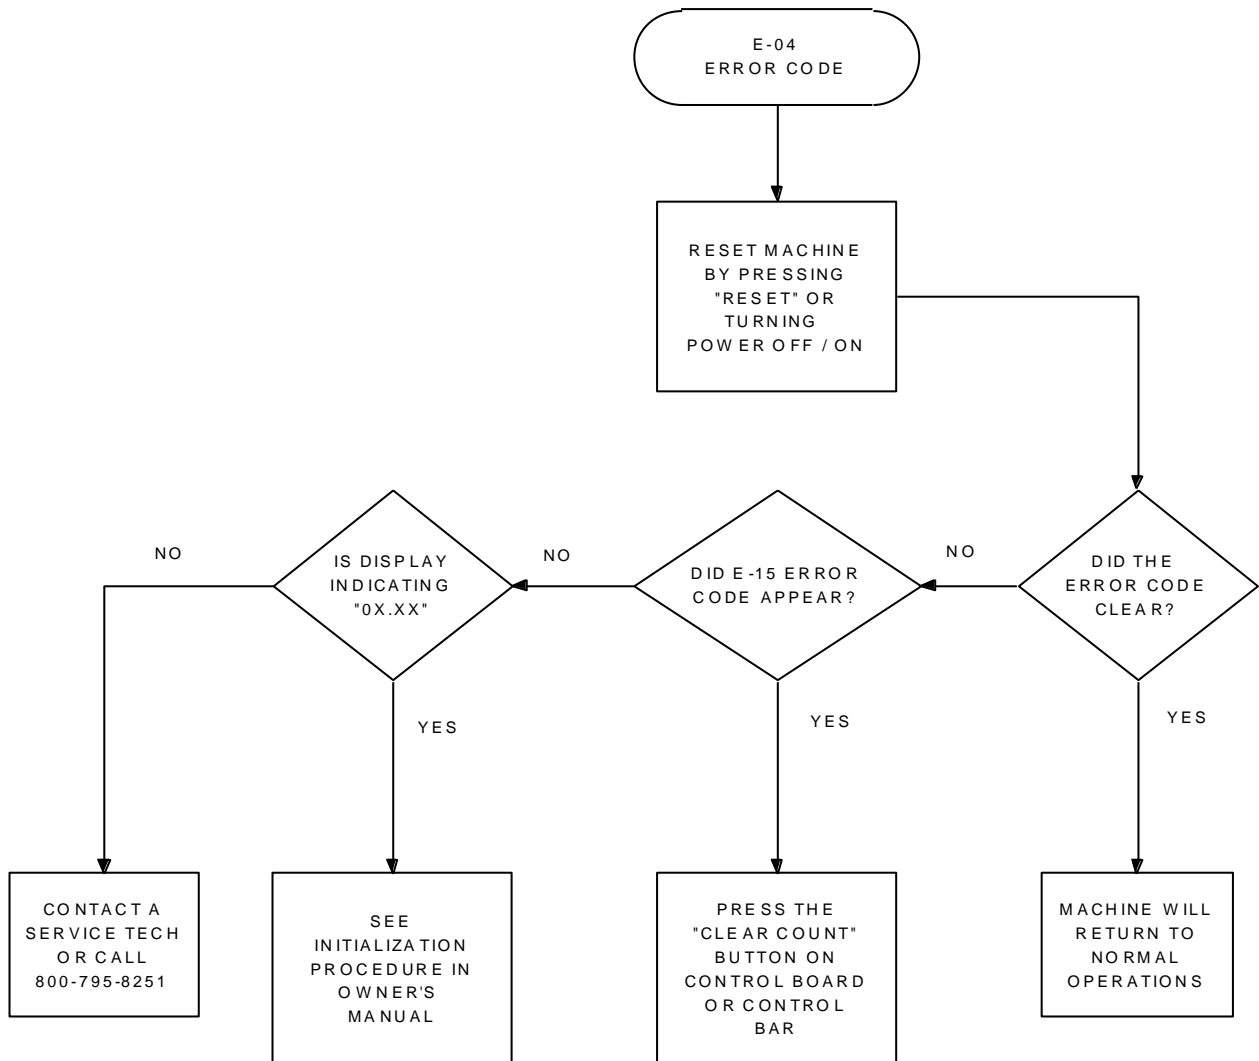 E-04
ERROR CODE
RESET MACHINE
BY PRESSING
"RESET" OR
TURNING
POWER OFF / ON
NO
IS DISPLAY
INDICATING
"0X.XX"
NO
DID E-15 ERROR
CODE APPEAR?
NO
DID THE
ERROR CODE
CLEAR?
YES
YES
YES
CONTACT A
SERVICE TECH
OR CALL
800-795-8251
SEE
INITIALIZATION
PROCEDURE IN
OWNER'S
MANUAL
PRESS THE
"CLEAR COUNT"
BUTTON ON
CONTROL BOARD
OR CONTROL
BAR
MACHINE WILL
RETURN TO
NORMAL
OPERATIONS